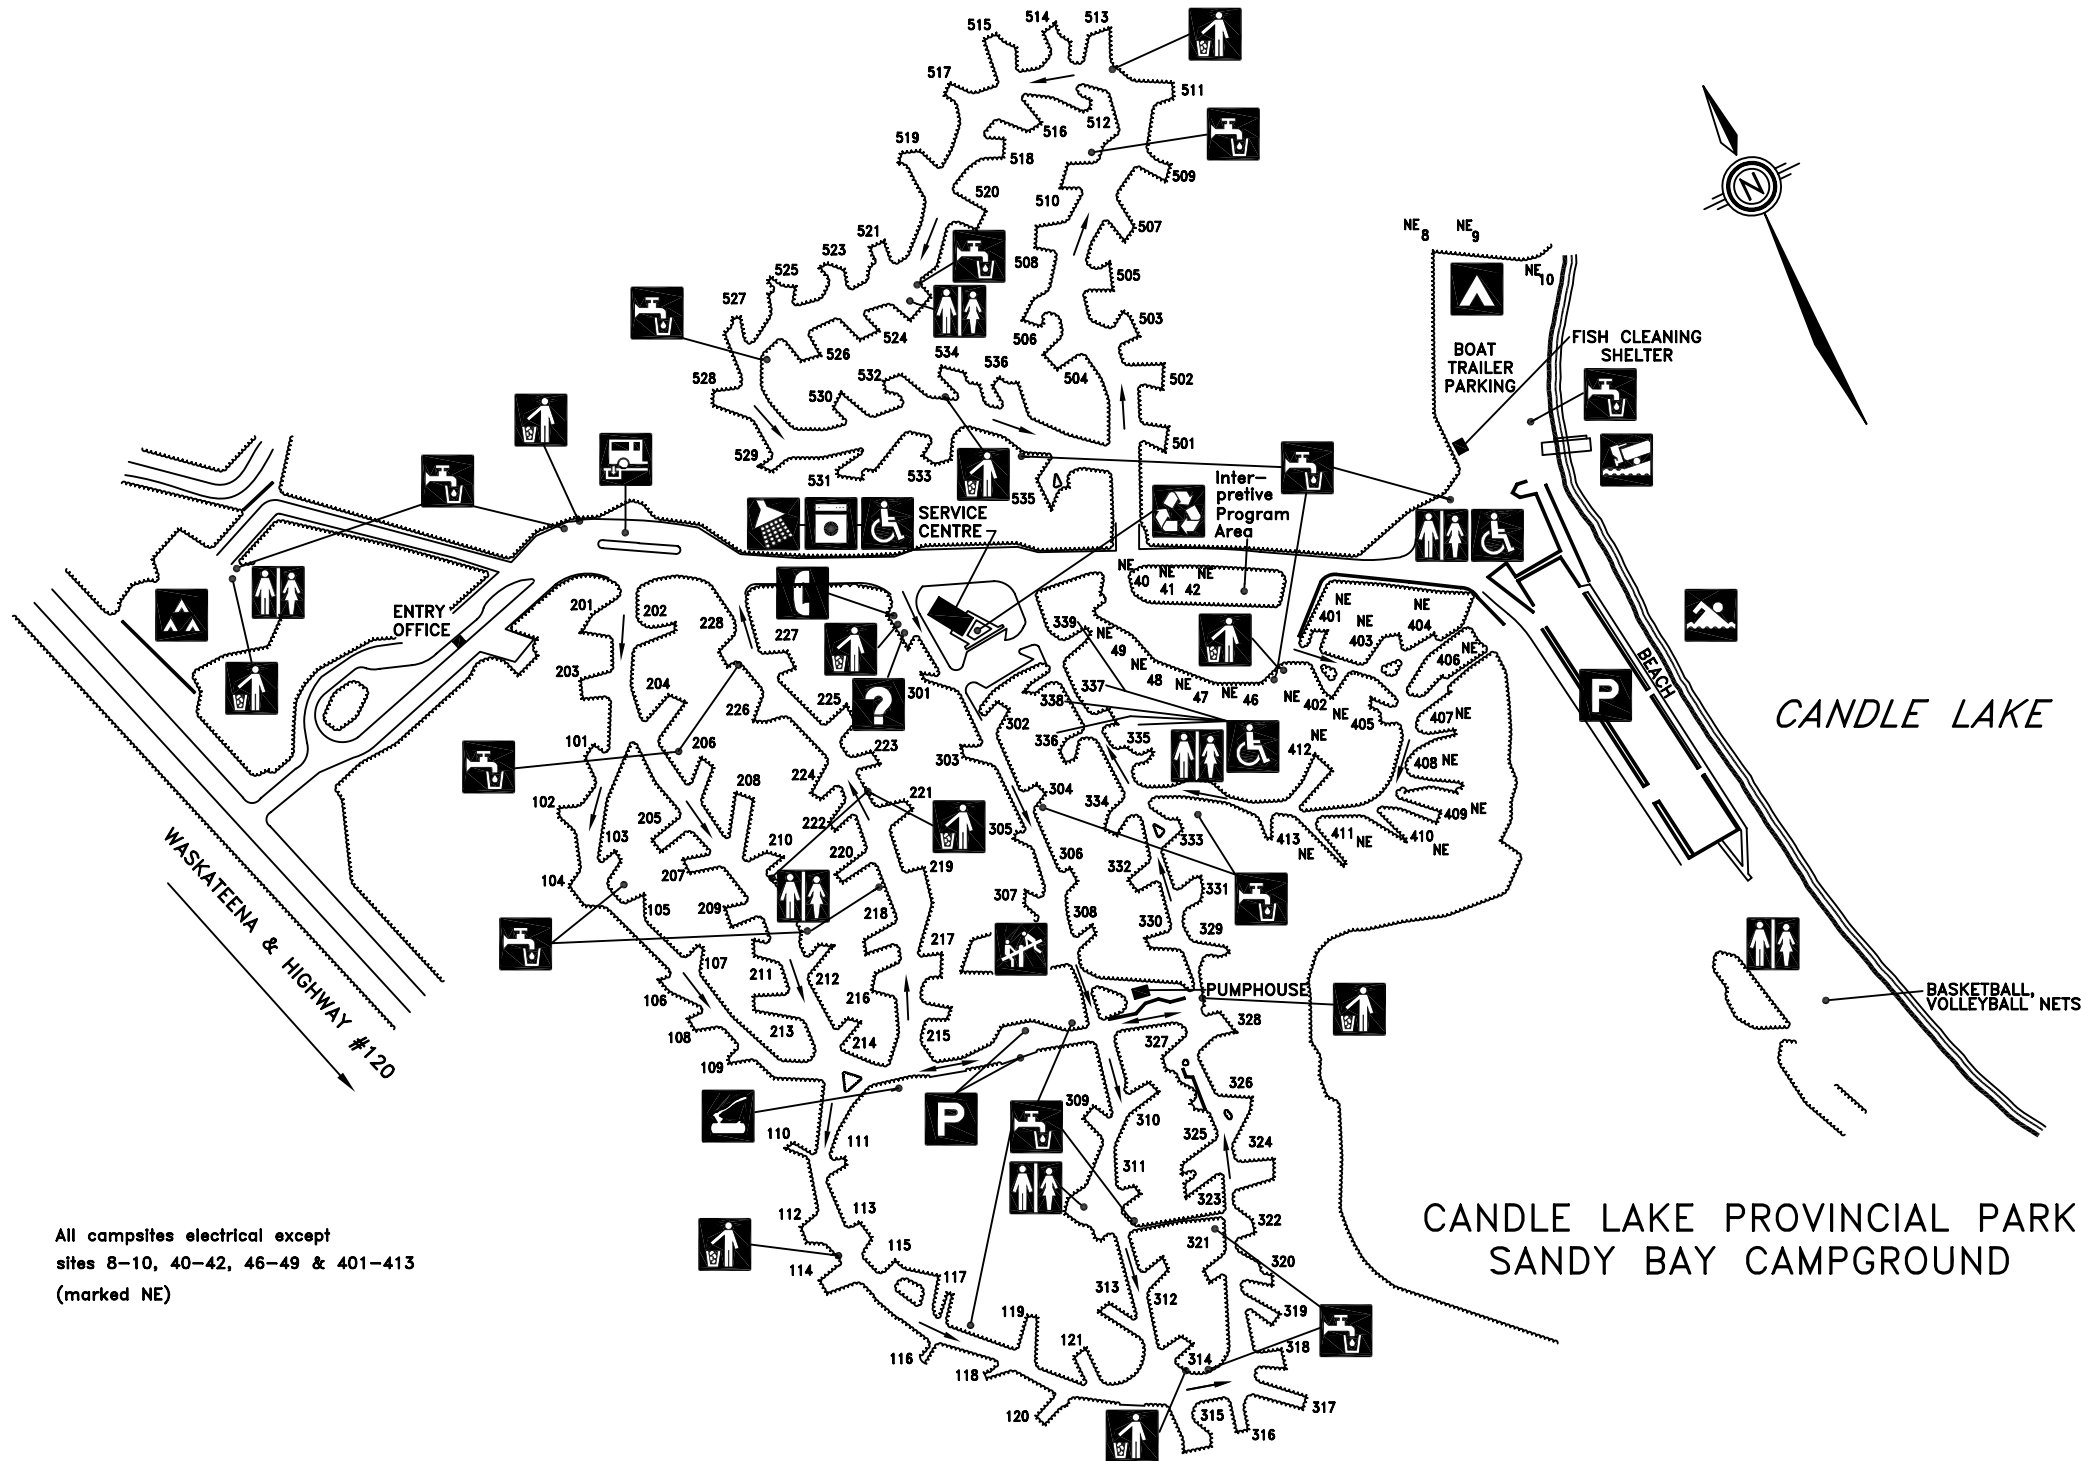 515
514
513
517
511
512
516
519
518
509
520
510
507
521
508
523
525
505
527
503
524
506
526
534
536
504
502
528
532
530
501
529
533
531
535
NE 8
NE 9
NE 10
BOAT
TRAILER
PARKING
FISH CLEANING
SHELTER
N
SERVICE
CENTRE
Inter-
pretive
Program
Area
ENTRY
OFFICE
201
202
228
227
203
204
225
226
301
101
206
223
224
208
102
221
103
205
222
210
220
219
104
207
209
105
218
217
107
211
212
216
106
213
108
214
215
109
NE 40
NE 41
NE 42
339
NE 49
NE 48
NE 47
NE 46
337
338
302
336
335
303
304
334
305
333
306
332
331
307
308
330
329
NE 401
NE 403
NE 404
NE 406
NE 402
NE 405
NE 407
NE 412
NE 408
NE 409
NE 410
NE 411
NE 413
BEACH
P
CANDLE LAKE
?
PUMPHOUSE
328
327
326
309
310
325
324
311
323
322
321
320
313
312
319
318
314
317
315
316
P
110
111
112
113
114
115
117
119
116
118
121
120
BASKETBALL,
VOLLEYBALL NETS
WASKATEENA & HIGHWAY #120
All campsites electrical except
sites 8-10, 40-42, 46-49 & 401-413
(marked NE)
CANDLE LAKE PROVINCIAL PARK
SANDY BAY CAMPGROUND